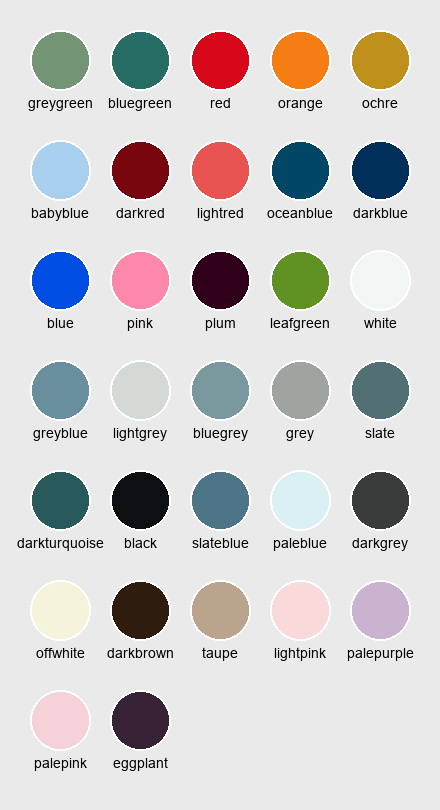 greygreen bluegreen red orange ochre
babyblue darkred lightred oceanblue darkblue
blue pink plum leafgreen white
greyblue lightgrey bluegrey grey slate
darkturquoise black slateblue paleblue darkgrey
offwhite darkbrown taupe lightpink palepurple
palepink eggplant